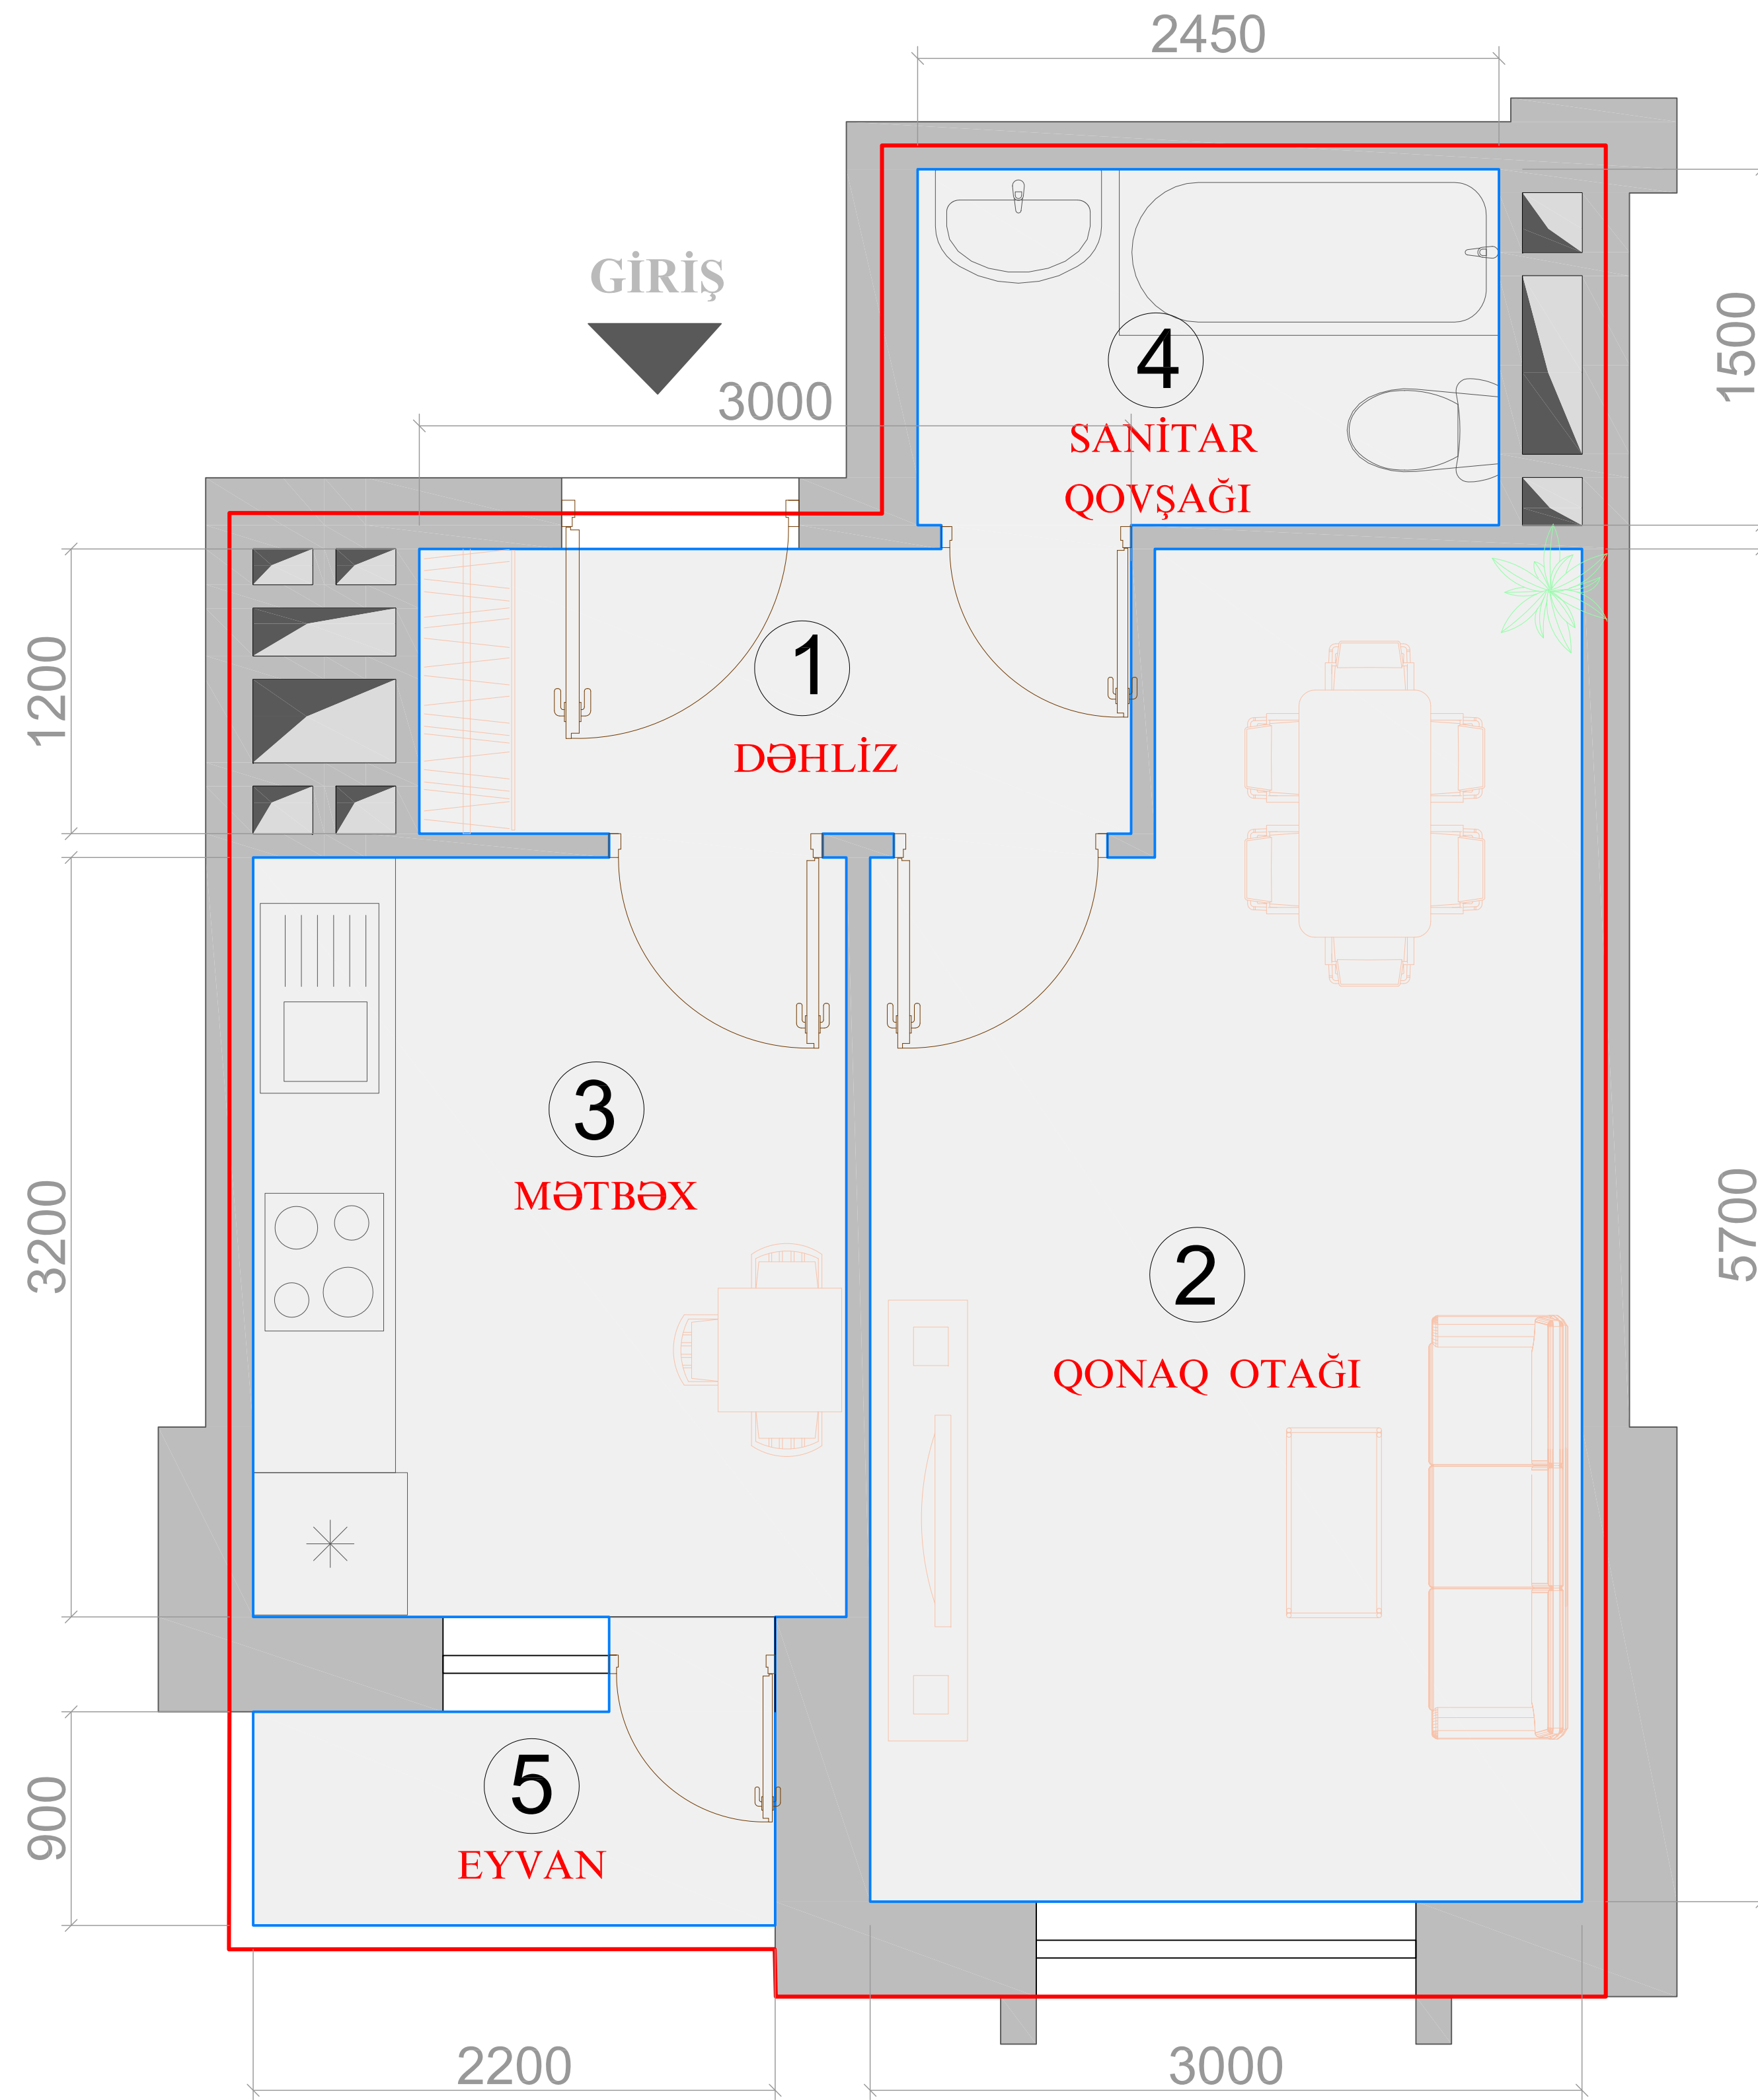 2450
GİRİŞ
3000
1500
4
SANİTAR
QOVŞAĞI
1200
1
DƏHLİZ
3
MƏTBƏX
3200
2
QONAQ OTAĞI
5700
5
EYVAN
900
2200
3000